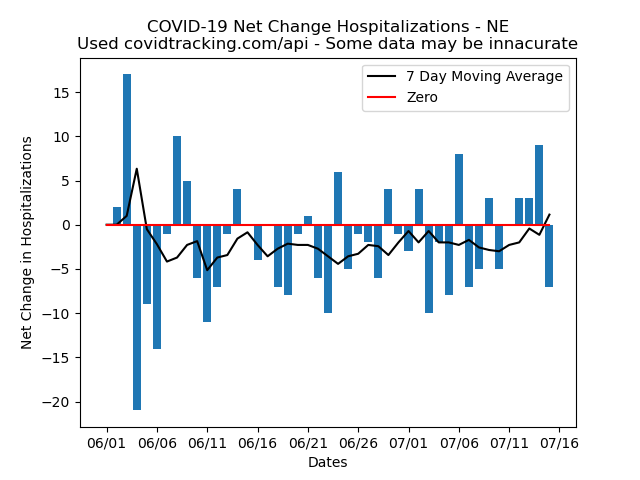 COVID-19 Net Change Hospitalizations - NE
Used covidtracking.com/api - Some data may be innacurate
7 Day Moving Average
Zero
Net Change in Hospitalizations
15
10
5
0
−5
−10
−15
−20
06/01 06/06 06/11 06/16 06/21 06/26 07/01 07/06 07/11 07/16
Dates